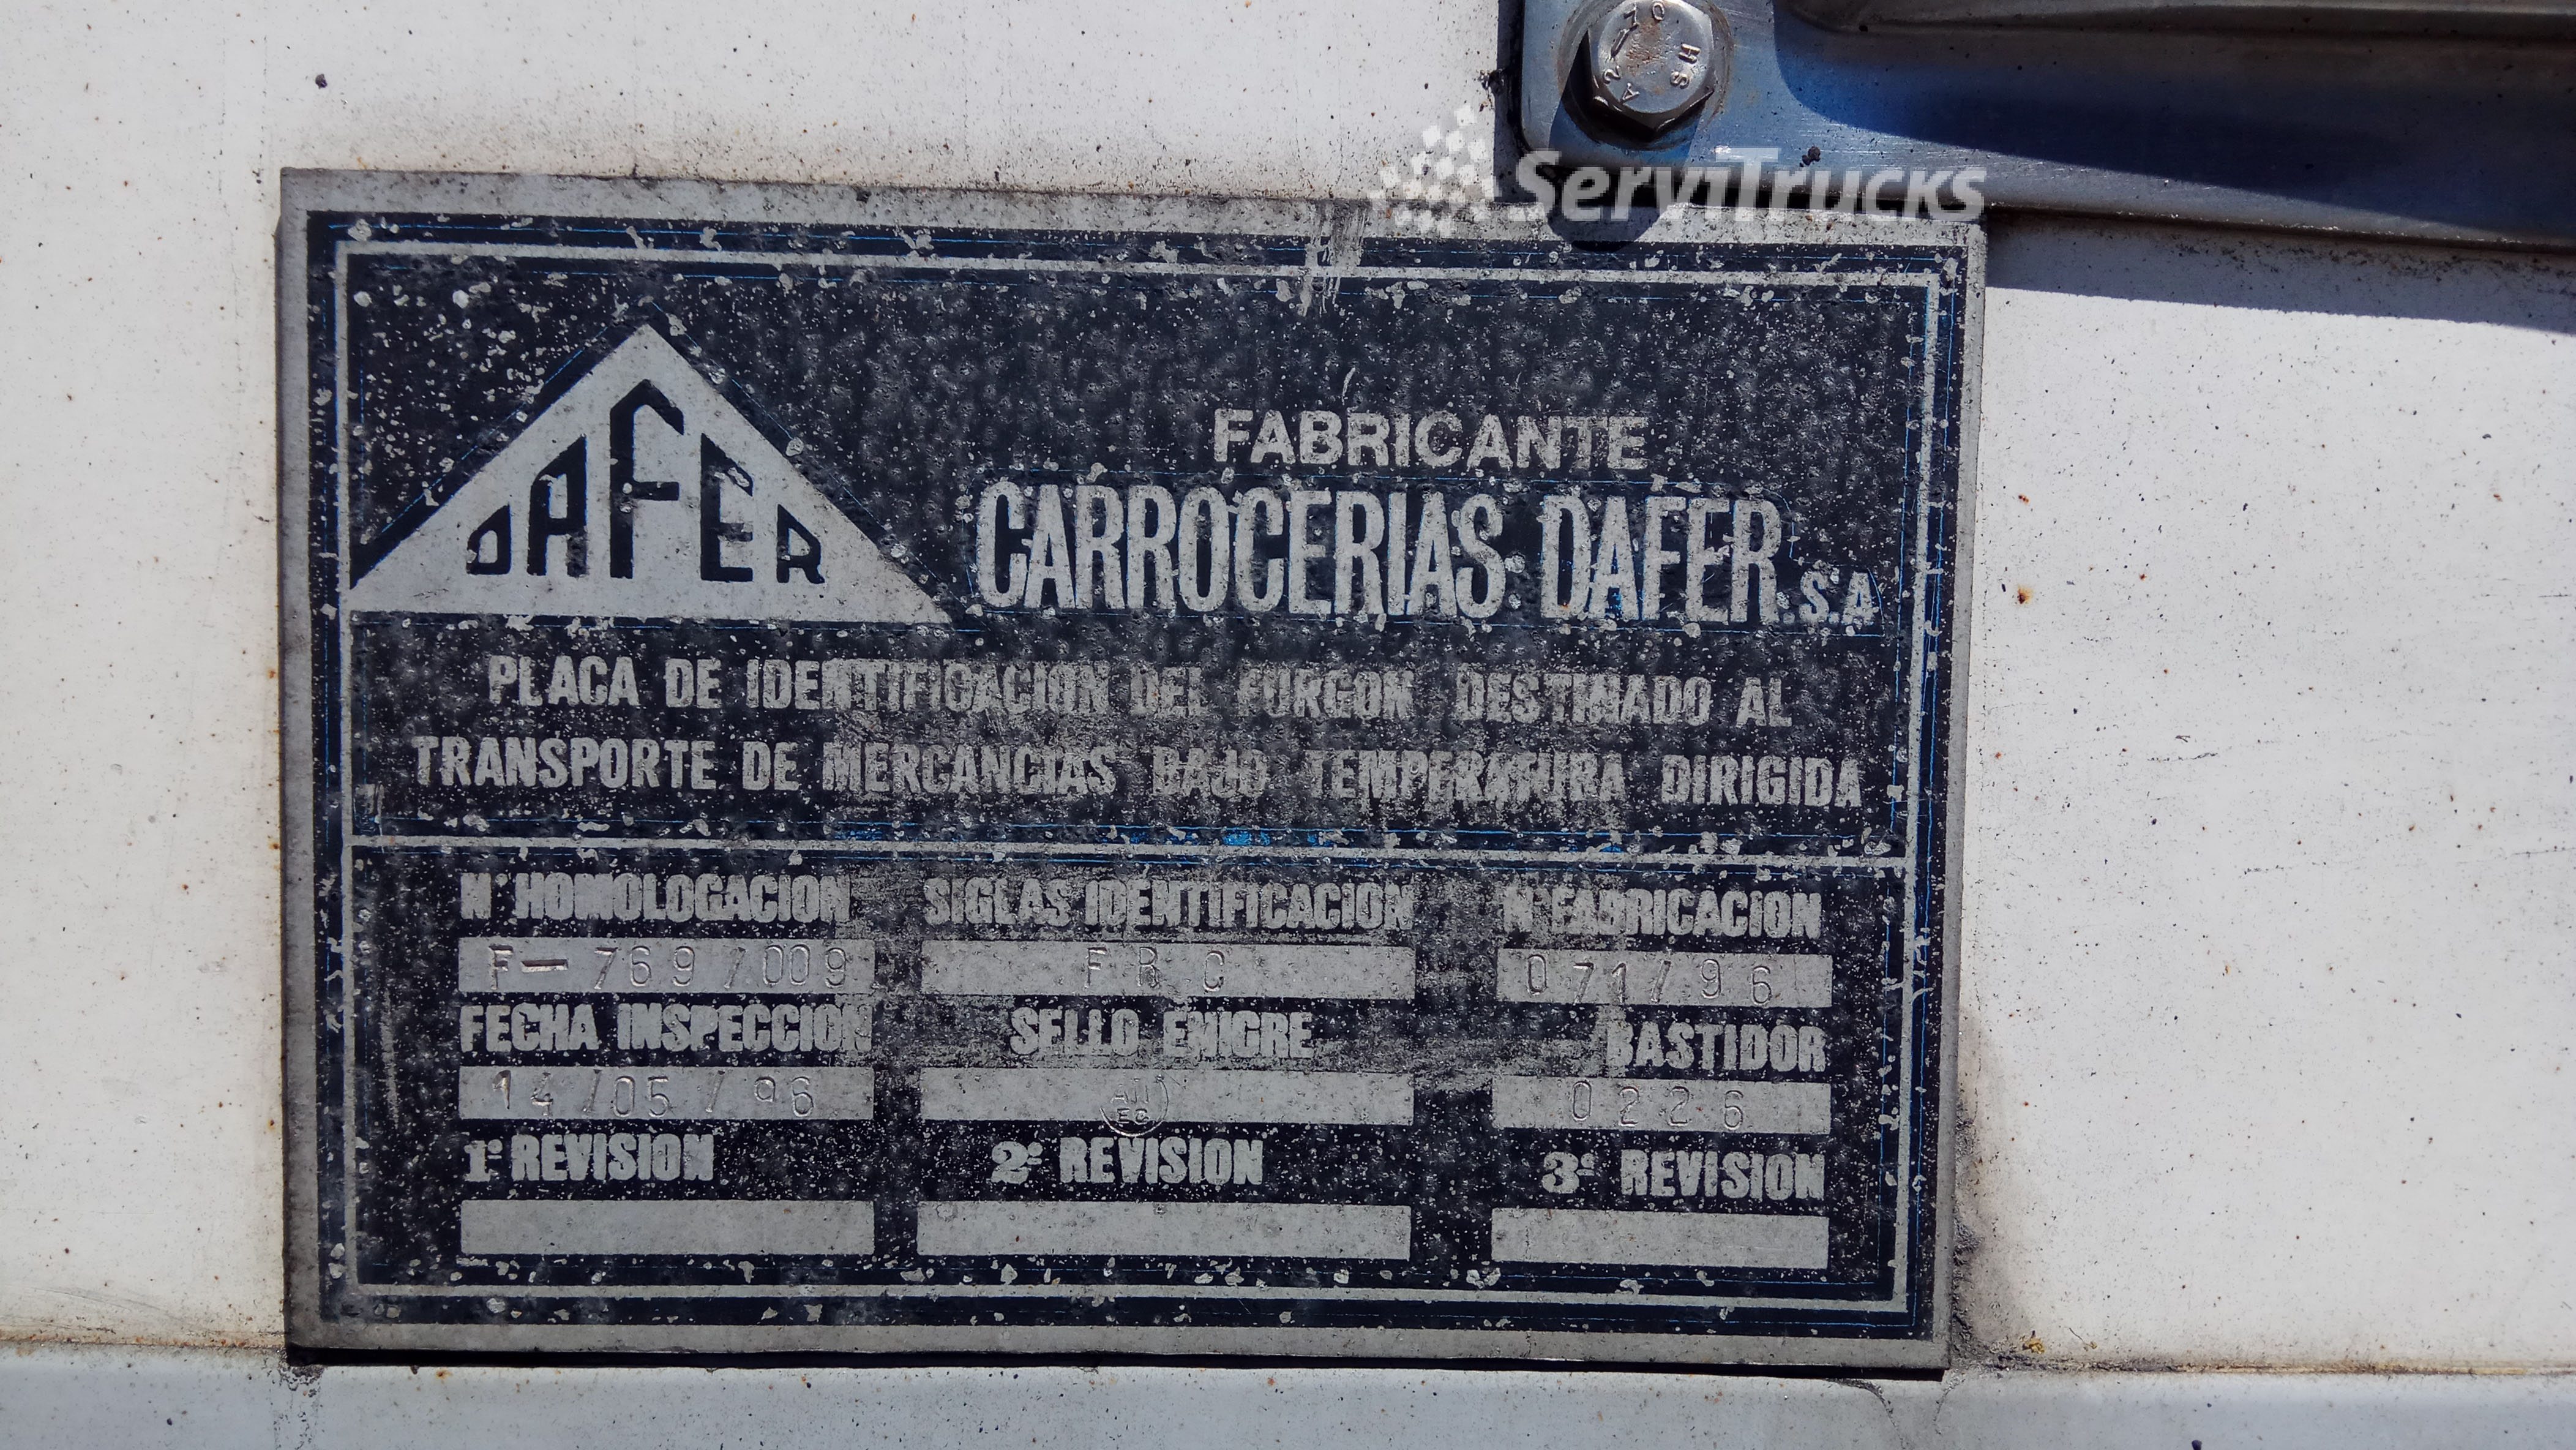 A2-70
HS
ServiTrucks
DAFER
FABRICANTE
CARROCERIAS DAFER. S.A
PLACA DE IDENTIFICACION DEL FURGON DESTINADO AL
TRANSPORTE DE MERCANCIAS BAJO TEMPERATURA DIRIGIDA
Nº HOMOLOGACION SIGLAS IDENTIFICACION Nº FABRICACION
F-769/009 FRC 071/96
FECHA INSPECCION SELLO ENICRE BASTIDOR
14/05/96 EC 0226
1ª REVISION 2ª REVISION 3ª REVISION